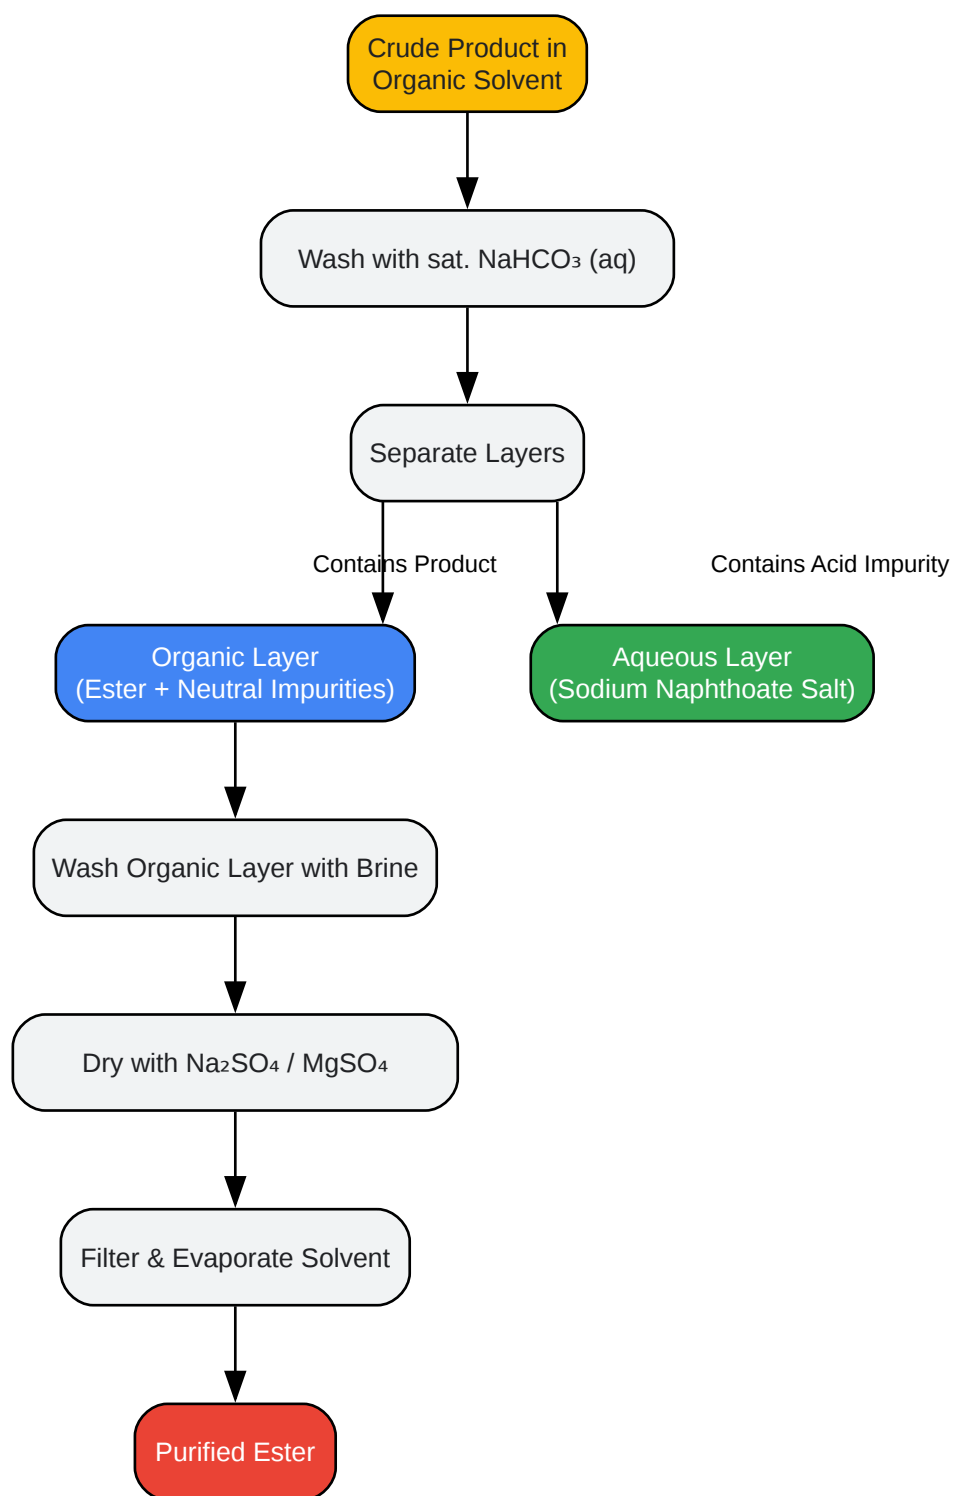 Crude Product in
Organic Solvent
Wash with sat. NaHCO₃ (aq)
Separate Layers
Contains Product
Contains Acid Impurity
Organic Layer
(Ester + Neutral Impurities)
Aqueous Layer
(Sodium Naphthoate Salt)
Wash Organic Layer with Brine
Dry with Na₂SO₄ / MgSO₄
Filter & Evaporate Solvent
Purified Ester